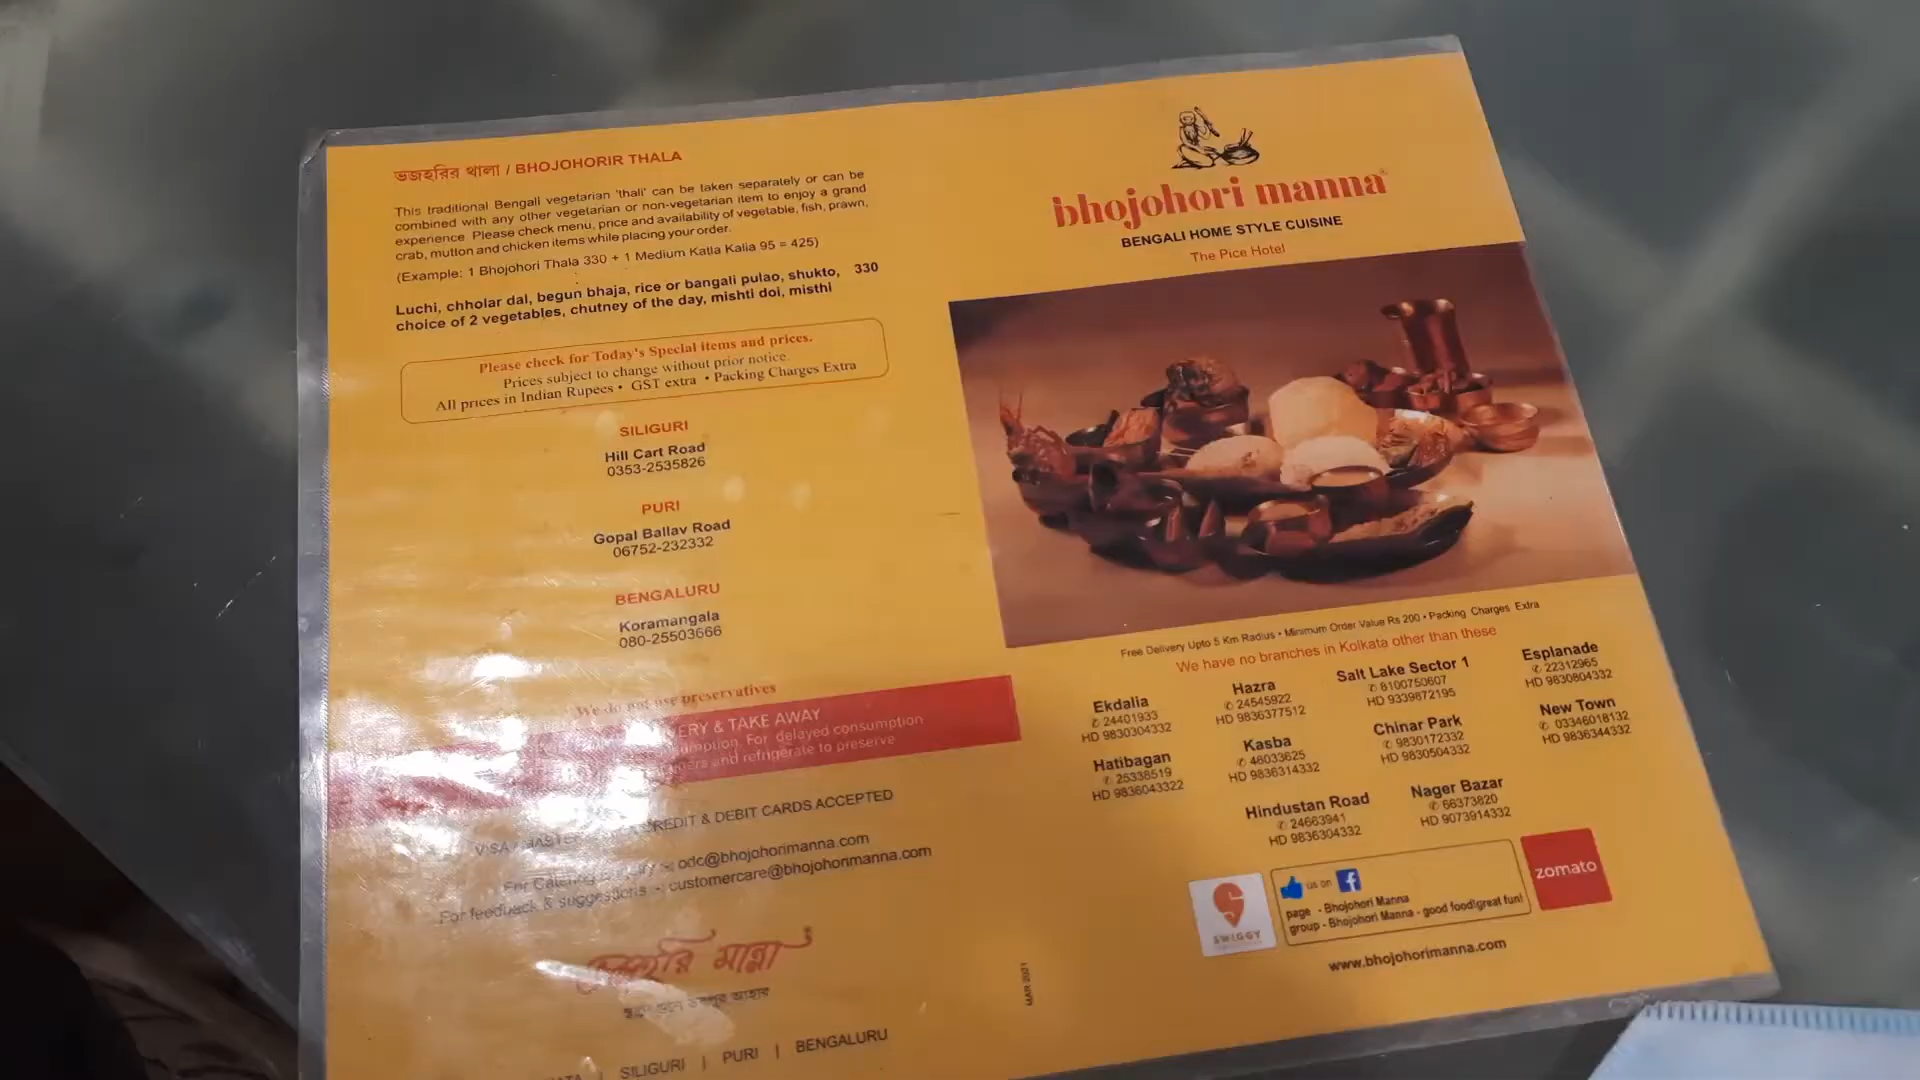 ভজহরির থালা / BHOJOHORIR THALA
This traditional Bengali vegetarian 'thali' can be taken separately or can be
combined with any other vegetarian or non-vegetarian item to enjoy a grand
experience. Please check menu, price and availability of vegetable, fish, prawn,
crab, mutton and chicken items while placing your order.
(Example: 1 Bhojohori Thala 330 + 1 Medium Katla Kalia 95 = 425)
Luchi, chholar dal, begun bhaja, rice or bangali pulao, shukto, 330
choice of 2 vegetables, chutney of the day, mishti doi, misthi
Please check for Today's Special items and prices.
Prices subject to change without prior notice.
All prices in Indian Rupees • GST extra • Packing Charges Extra
SILIGURI
Hill Cart Road
0353-2535826
PURI
Gopal Ballav Road
06752-232332
BENGALURU
Koramangala
080-25503666
We do not use preservatives
& TAKE AWAY
For delayed consumption
and refrigerate to preserve
VISA CREDIT & DEBIT CARDS ACCEPTED
For Catering odc@bhojohorimanna.com
For feedback & suggestions - customercare@bhojohorimanna.com
মান্না
SILIGURI | PURI | BENGALURU
bhojohori manna®
BENGALI HOME STYLE CUISINE
The Pice Hotel
Free Delivery Upto 5 Km Radius • Minimum Order Value Rs 200 • Packing Charges Extra
We have no branches in Kolkata other than these
Ekdalia
✆ 24401933
HD 9830304332
Hazra
✆ 24545922
HD 9836377512
Salt Lake Sector 1
✆ 8100750607
HD 9339872195
Esplanade
✆ 22312965
HD 9830804332
Hatibagan
✆ 25338519
HD 9836043322
Kasba
✆ 46033625
HD 9836314332
Chinar Park
✆ 9830172332
HD 9830504332
New Town
✆ 03346018132
HD 9836344332
Hindustan Road
✆ 24663941
HD 9836304332
Nager Bazar
✆ 66373820
HD 9073914332
SWIGGY
us on f
page - Bhojohori Manna
group - Bhojohori Manna - good food!great fun!
zomato
www.bhojohorimanna.com
MAR 2021